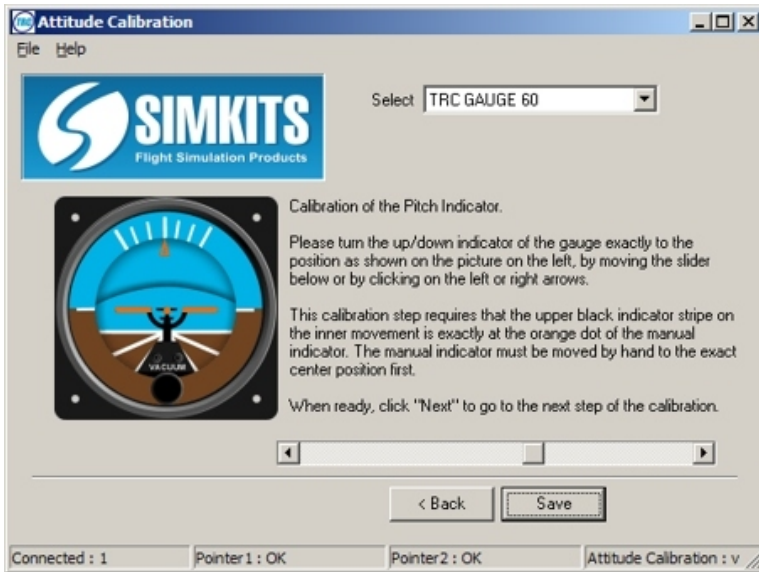 TRC Attitude Calibration
File Help
SIMKITS
Flight Simulation Products
Select TRC GAUGE 60
Calibration of the Pitch Indicator.
Please turn the up/down indicator of the gauge exactly to the
position as shown on the picture on the left, by moving the slider
below or by clicking on the left or right arrows.
This calibration step requires that the upper black indicator stripe on
the inner movement is exactly at the orange dot of the manual
indicator. The manual indicator must be moved by hand to the exact
center position first.
When ready, click "Next" to go to the next step of the calibration.
VACUUM
< Back Save
Connected : 1 Pointer1 : OK Pointer2 : OK Attitude Calibration : v